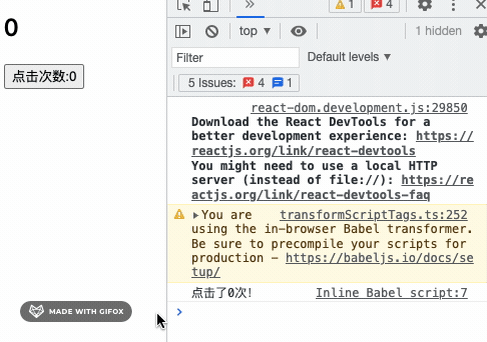 0
点击次数:0
MADE WITH GIFOX
1
4
top ▼
1 hidden
Filter
Default levels ▼
5 Issues: 4 1
react-dom.development.js:29850
Download the React DevTools for a
better development experience: https://
reactjs.org/link/react-devtools
You might need to use a local HTTP
server (instead of file://): https://re
actjs.org/link/react-devtools-faq
▸You are transformScriptTags.ts:252
using the in-browser Babel transformer.
Be sure to precompile your scripts for
production - https://babeljs.io/docs/se
tup/
点击了0次! Inline Babel script:7